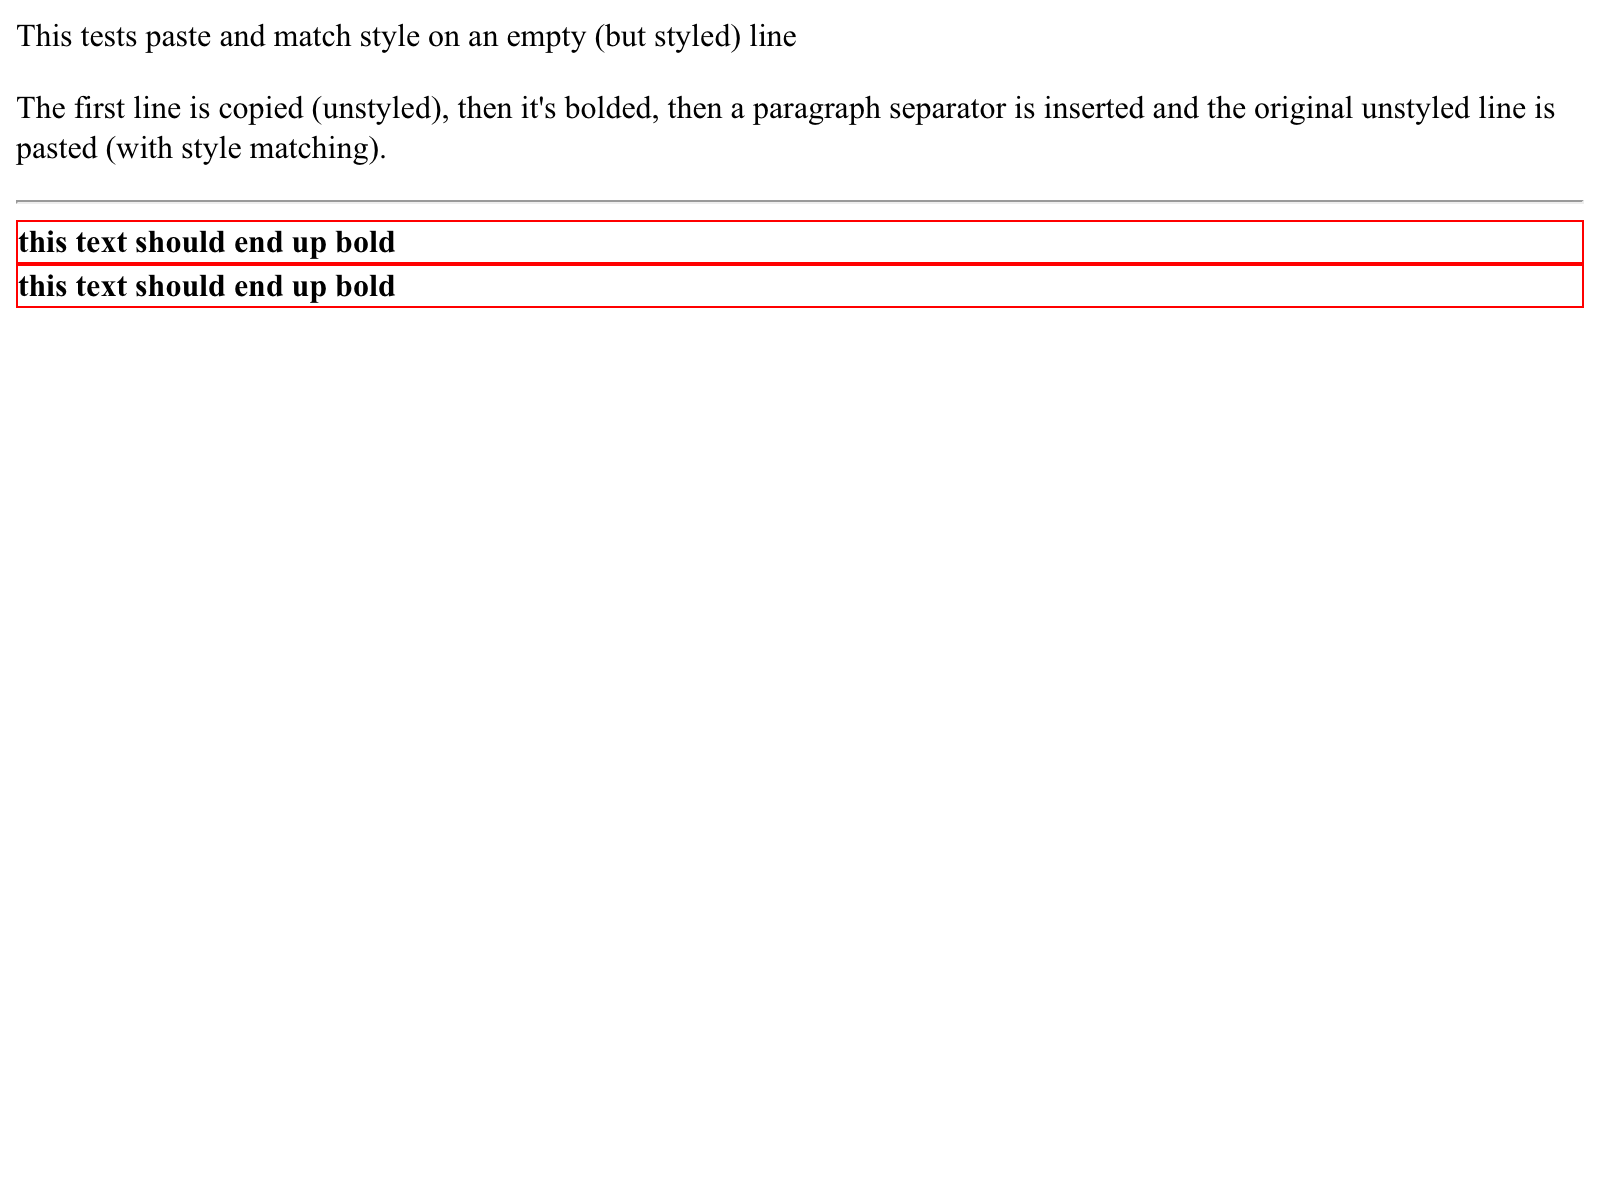 This tests paste and match style on an empty (but styled) line
The first line is copied (unstyled), then it's bolded, then a paragraph separator is inserted and the original unstyled line is
pasted (with style matching).
this text should end up bold
this text should end up bold